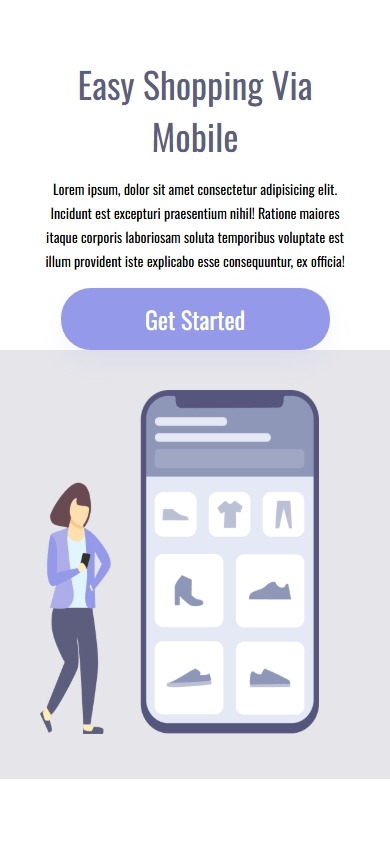 Easy Shopping Via
Mobile
Lorem ipsum, dolor sit amet consectetur adipisicing elit.
Incidunt est excepturi praesentium nihil! Ratione maiores
itaque corporis laboriosam soluta temporibus voluptate est
illum provident iste explicabo esse consequuntur, ex officia!
Get Started